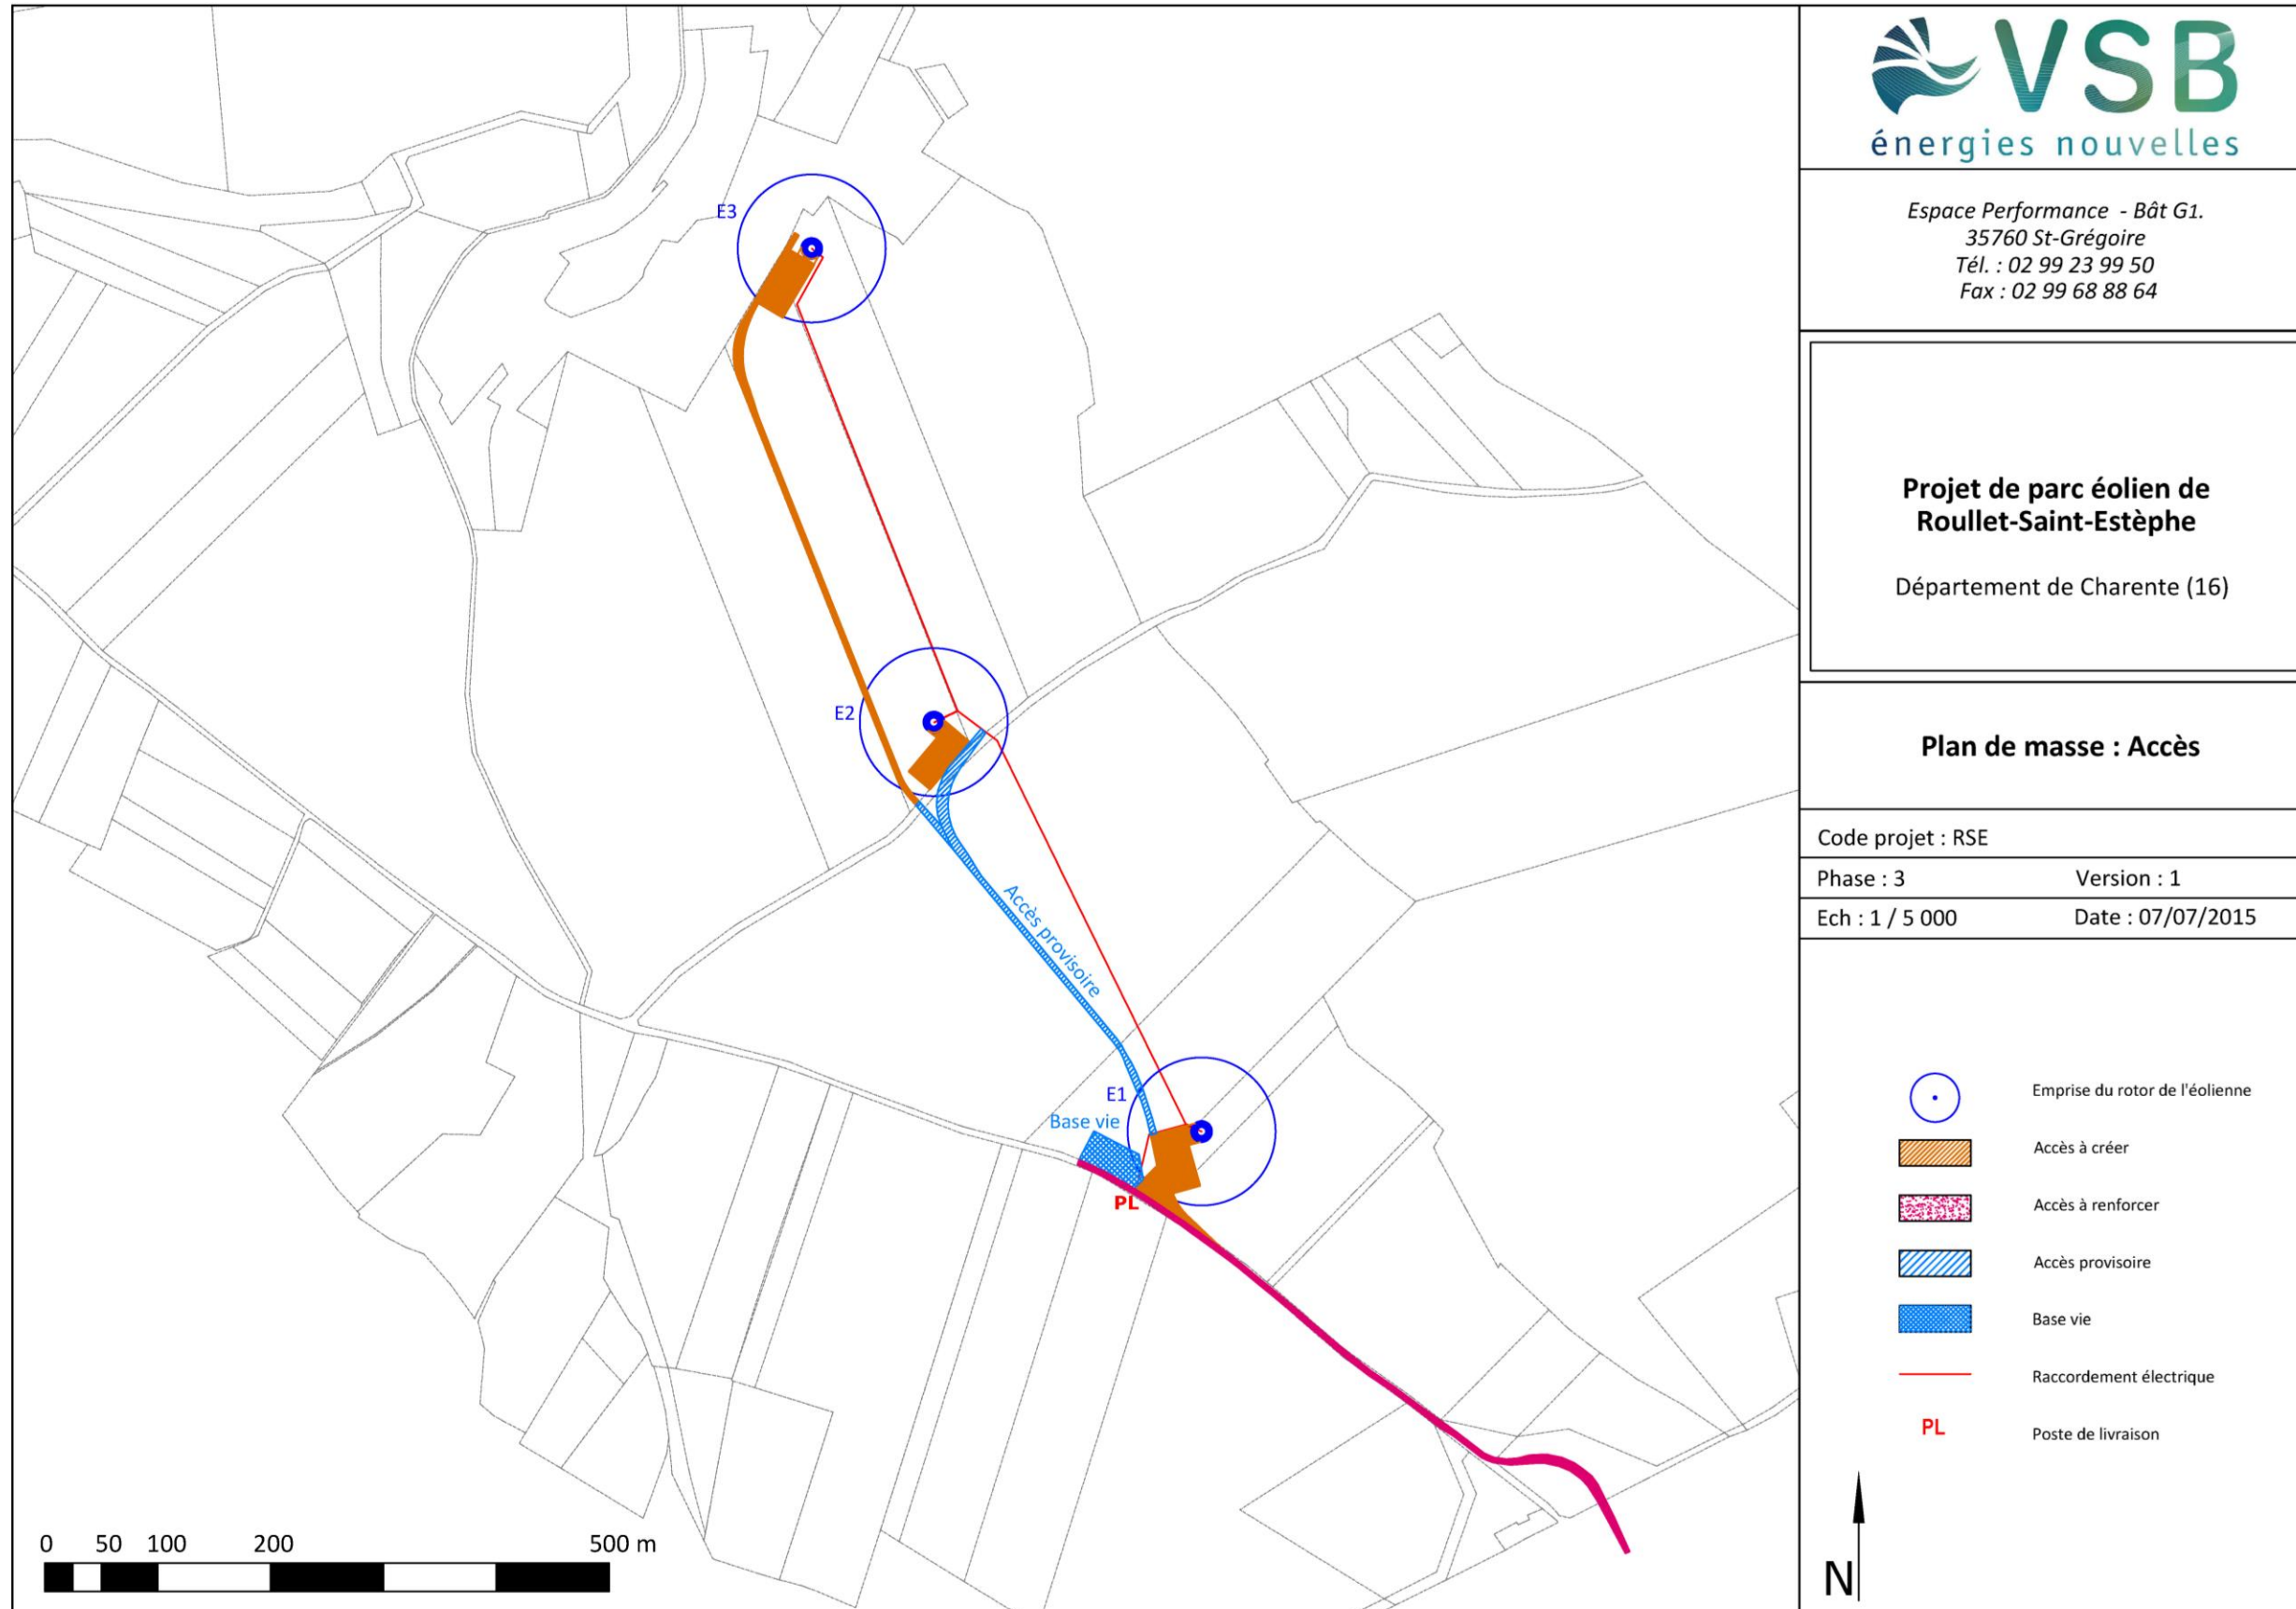 VSB
énergies nouvelles
Espace Performance - Bât G1.
35760 St-Grégoire
Tél. : 02 99 23 99 50
Fax : 02 99 68 88 64
Projet de parc éolien de
Roullet-Saint-Estèphe
Département de Charente (16)
Plan de masse : Accès
Code projet : RSE
Phase : 3 Version : 1
Ech : 1 / 5 000 Date : 07/07/2015
Emprise du rotor de l'éolienne
Accès à créer
Accès à renforcer
Accès provisoire
Base vie
Raccordement électrique
PL Poste de livraison
N
E3
E2
Accès provisoire
E1
Base vie
PL
0 50 100 200 500 m